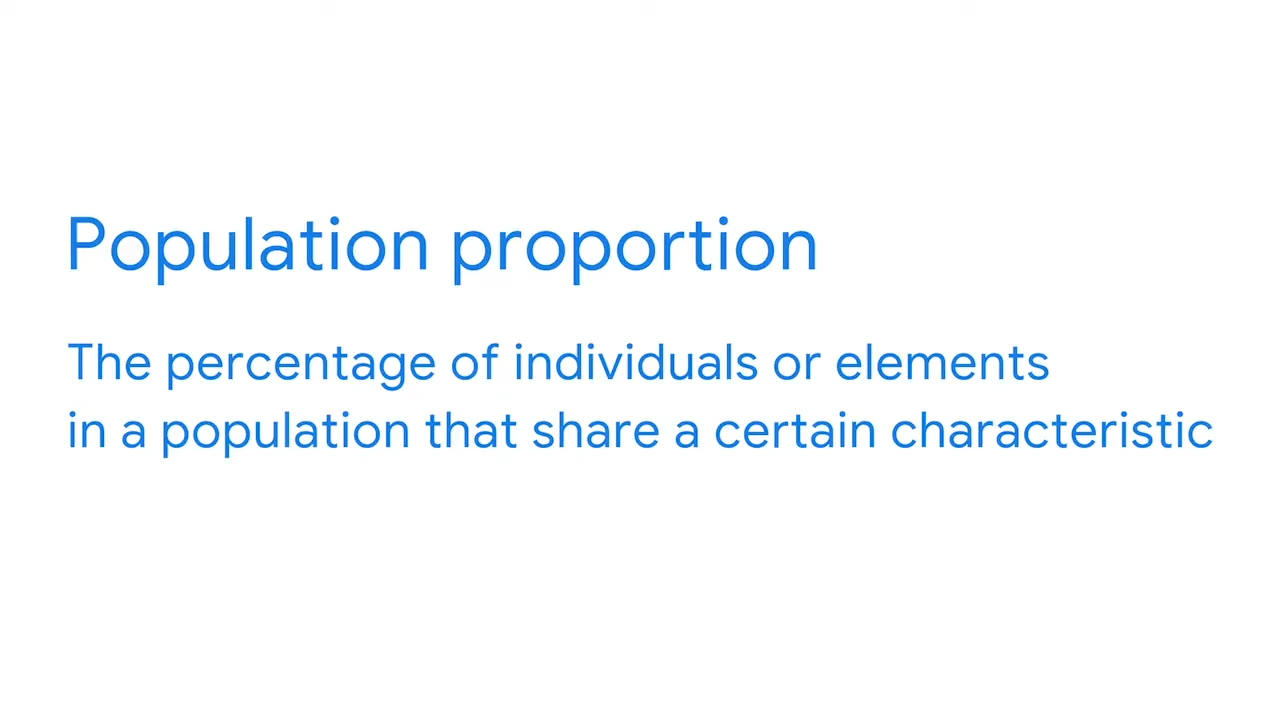 Population proportion
The percentage of individuals or elements
in a population that share a certain characteristic